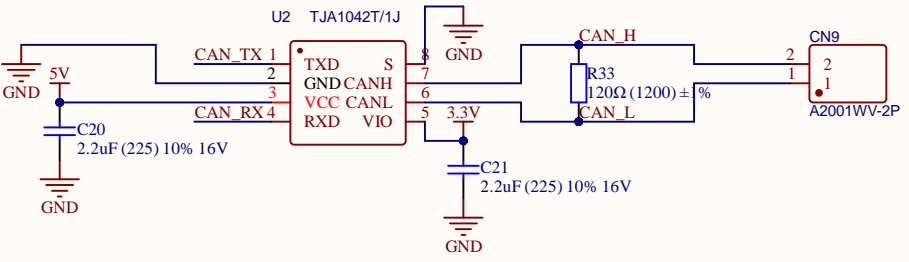 U2 TJA1042T/1J
CAN_TX 1 TXD S 8
GND
CAN_H
CN9
GND
5V
2 GND CANH 7
3 VCC CANL 6
CAN_RX 4 RXD VIO 5
3.3V
R33
120Ω (1200) ±1%
CAN_L
2 2
1 1
A2001WV-2P
C20
2.2uF (225) 10% 16V
GND
C21
2.2uF (225) 10% 16V
GND